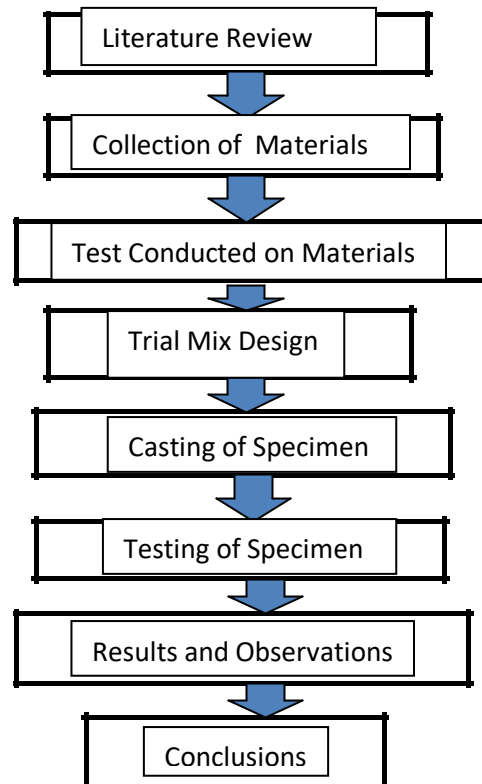 Literature Review
Collection of Materials
Test Conducted on Materials
Trial Mix Design
Casting of Specimen
Testing of Specimen
Results and Observations
Conclusions